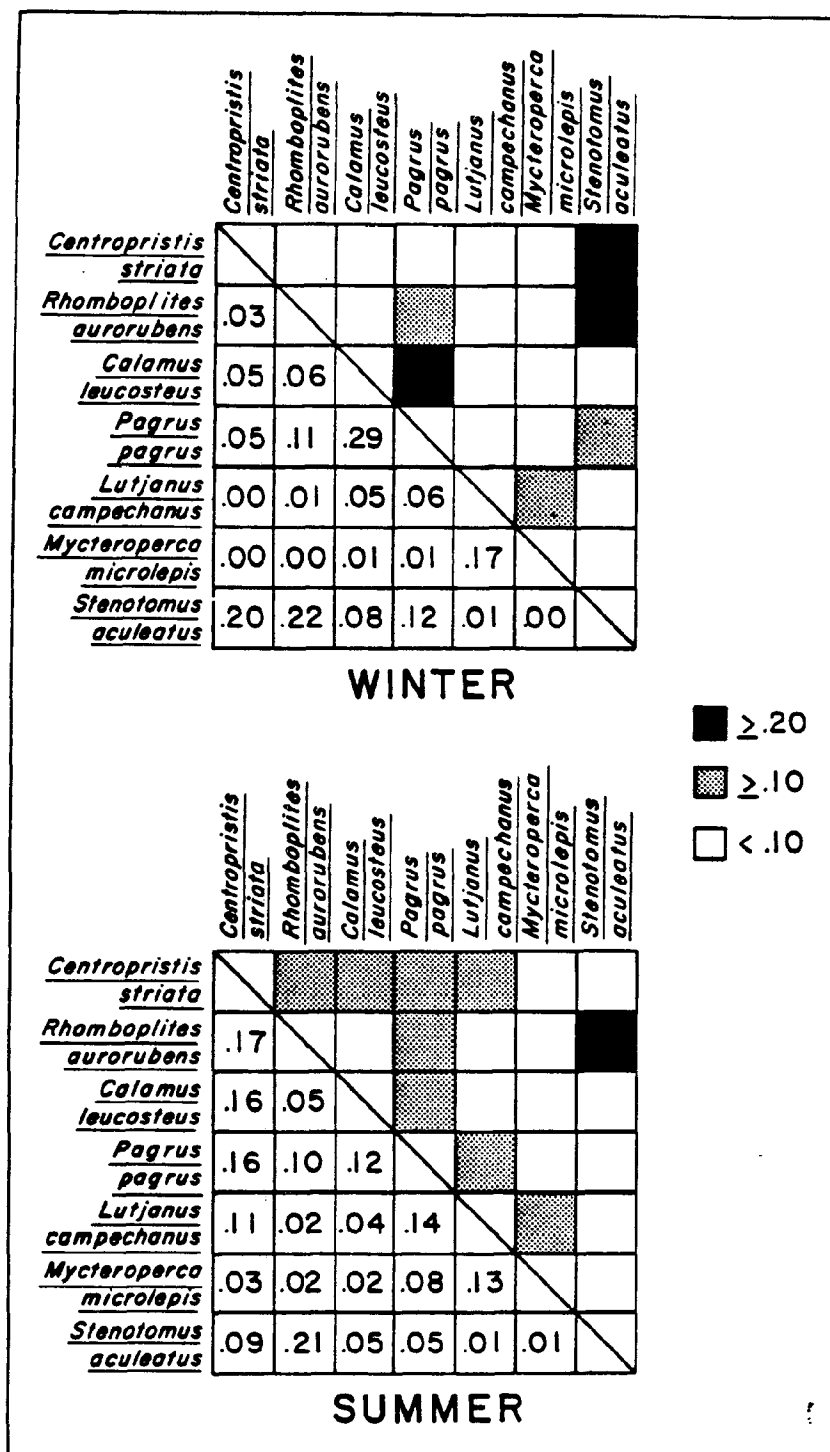 Centropristis
striata
Rhomboplites
aurorubens
Calamus
leucosteus
Pagrus
pagrus
Lutjanus
campechanus
Mycteroperca
microlepis
Stenotomus
aculeatus
Centropristis
striata
Rhomboplites
aurorubens .03
Calamus
leucosteus .05 .06
Pagrus
pagrus .05 .11 .29
Lutjanus
campechanus .00 .01 .05 .06
Mycteroperca
microlepis .00 .00 .01 .01 .17
Stenotomus
aculeatus .20 .22 .08 .12 .01 .00
WINTER
≥.20
≥.10
<.10
Centropristis
striata
Rhomboplites
aurorubens
Calamus
leucosteus
Pagrus
pagrus
Lutjanus
campechanus
Mycteroperca
microlepis
Stenotomus
aculeatus
Centropristis
striata
Rhomboplites
aurorubens .17
Calamus
leucosteus .16 .05
Pagrus
pagrus .16 .10 .12
Lutjanus
campechanus .11 .02 .04 .14
Mycteroperca
microlepis .03 .02 .02 .08 .13
Stenotomus
aculeatus .09 .21 .05 .05 .01 .01
SUMMER